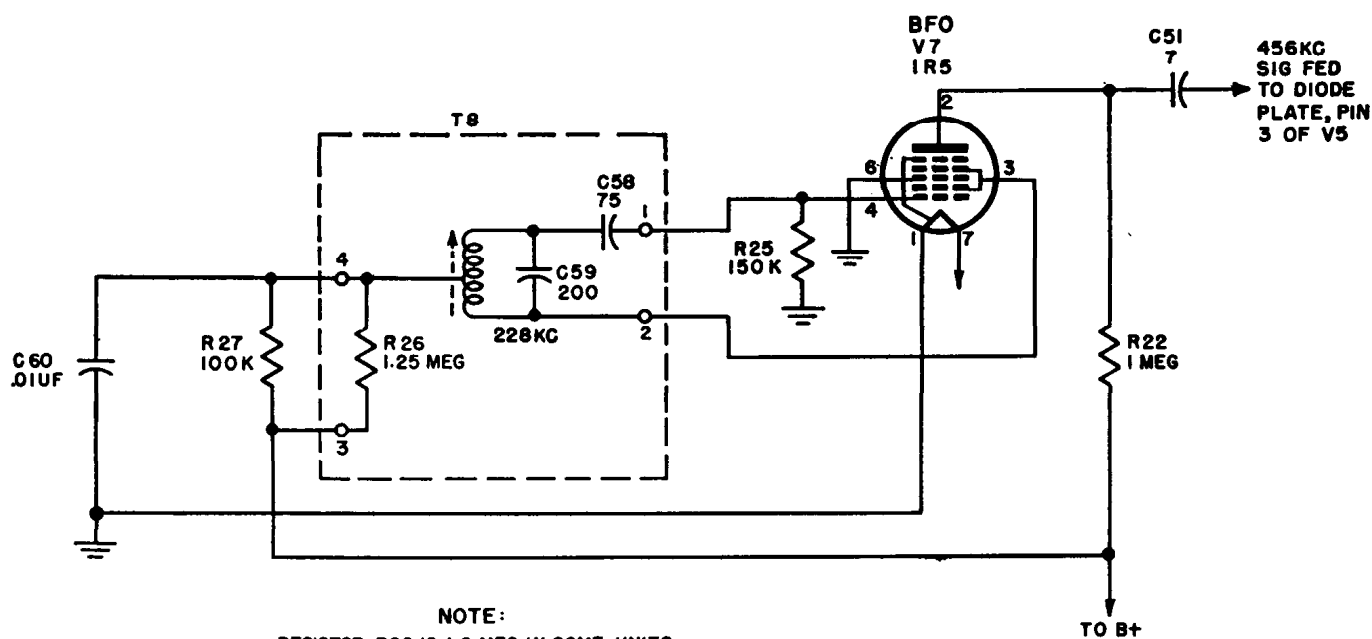 BFO
V7
1R5
C51
7
456KC
SIG FED
TO DIODE
PLATE, PIN
3 OF V5
2
T8
6
3
4
C58
75
1
1
7
R25
150K
4
C59
200
228KC
2
R27
100K
R26
1.25 MEG
C60
.01UF
R22
1 MEG
3
NOTE:
TO B+